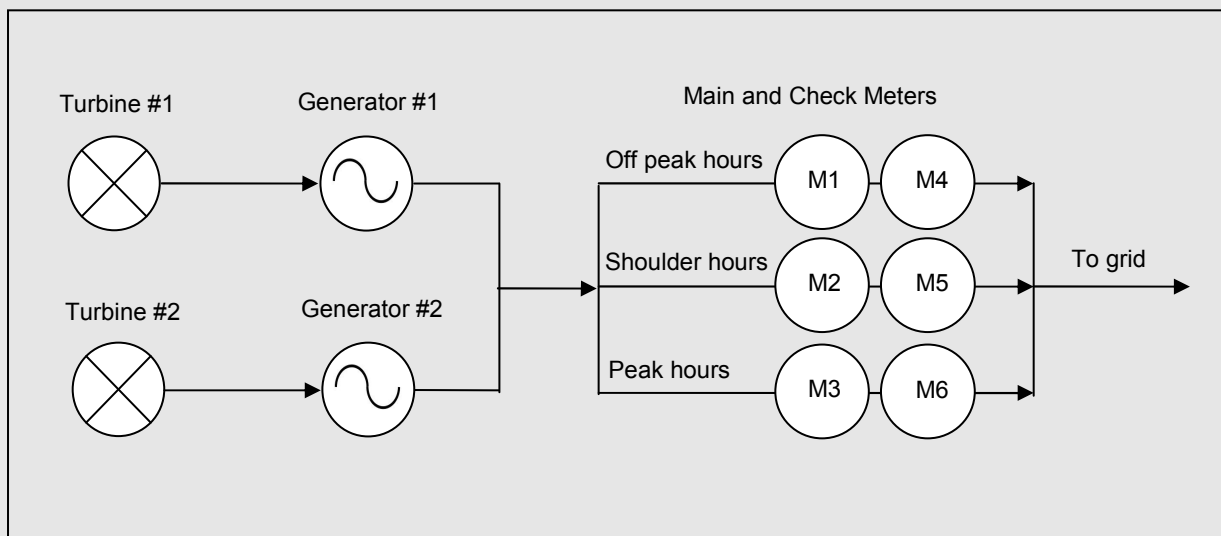 Turbine #1
Generator #1
Main and Check Meters
Off peak hours
M1
M4
Shoulder hours
M2
M5
To grid
Turbine #2
Generator #2
Peak hours
M3
M6